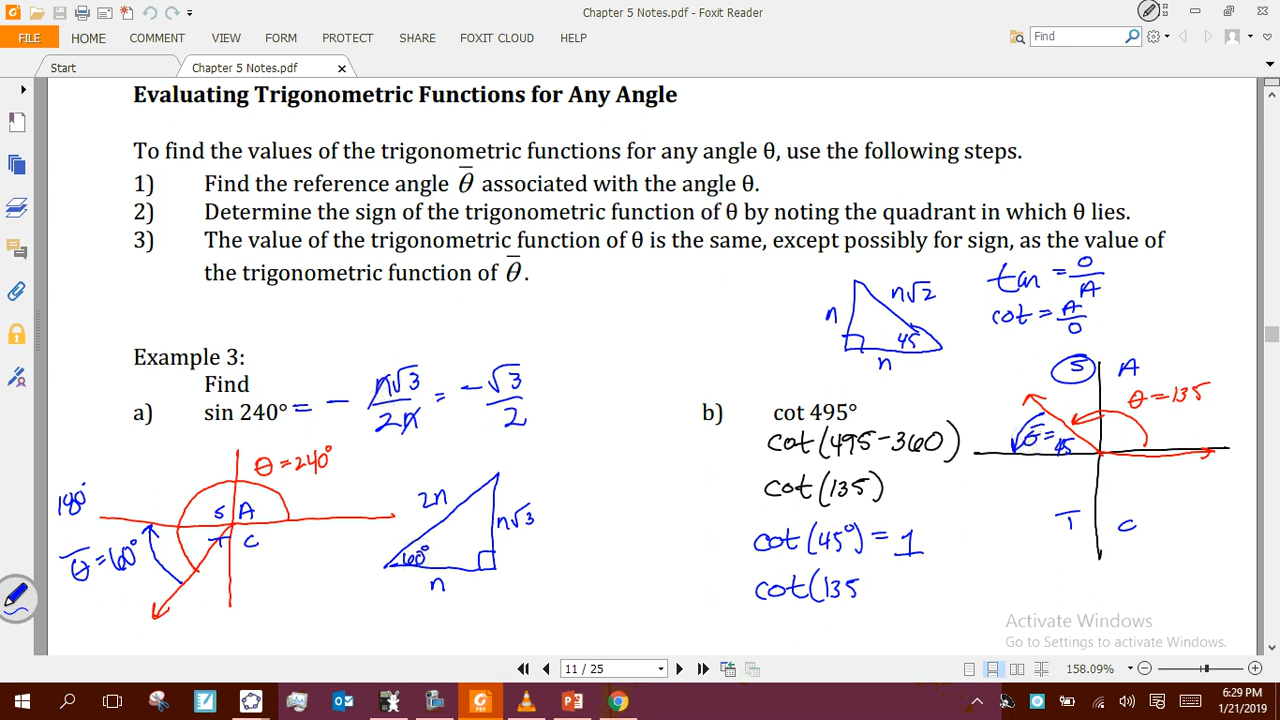 Chapter 5 Notes.pdf - Foxit Reader
FILE HOME COMMENT VIEW FORM PROTECT SHARE FOXIT CLOUD HELP Find
Start Chapter 5 Notes.pdf
Evaluating Trigonometric Functions for Any Angle
To find the values of the trigonometric functions for any angle θ, use the following steps.
1) Find the reference angle θ̅ associated with the angle θ.
2) Determine the sign of the trigonometric function of θ by noting the quadrant in which θ lies.
3) The value of the trigonometric function of θ is the same, except possibly for sign, as the value of
the trigonometric function of θ̅.
Example 3:
Find
a) sin 240° = - n√3/2n = -√3/2
θ = 240°
180°
S A
T C
θ̅ = 60°
2n
n√3
60°
n
n√2
n
45
n
tan = O/A
cot = A/O
b) cot 495°
cot(495-360)
cot(135)
cot(45°) = 1
cot(135
S A
θ = 135
θ̅ = 45
T C
Activate Windows
Go to Settings to activate Windows.
11 / 25 158.09%
6:29 PM
1/21/2019